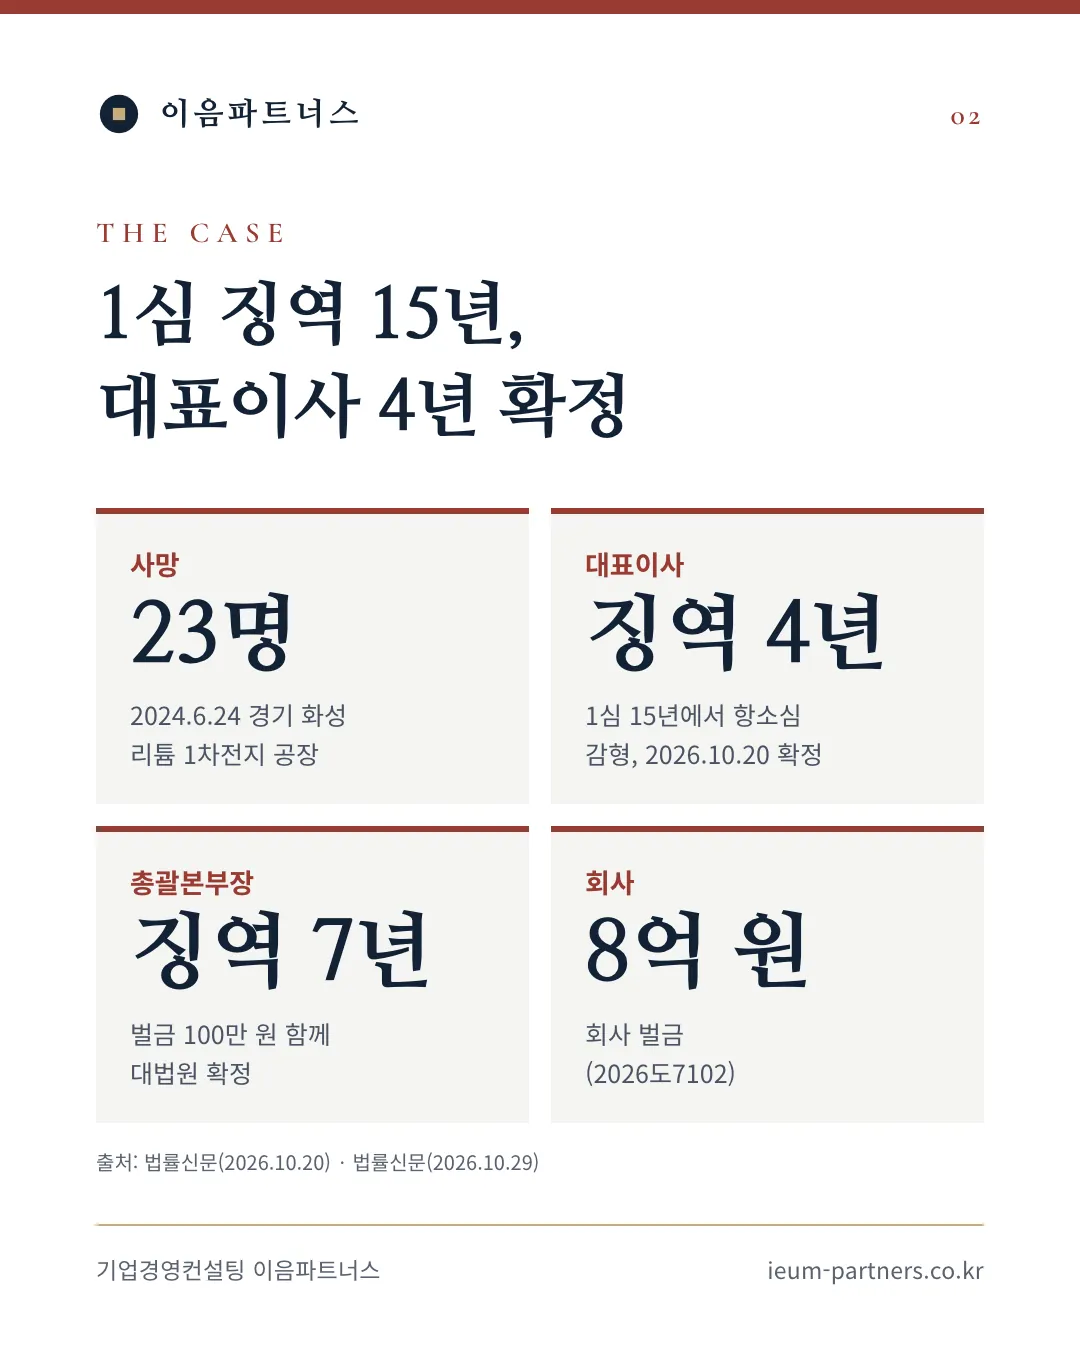 이음파트너스
02
THE CASE
1심 징역 15년,
대표이사 4년 확정
사망
23명
2024.6.24 경기 화성
리튬 1차전지 공장
대표이사
징역 4년
1심 15년에서 항소심
감형, 2026.10.20 확정
총괄본부장
징역 7년
벌금 100만 원 함께
대법원 확정
회사
8억 원
회사 벌금
(2026도7102)
출처: 법률신문(2026.10.20) · 법률신문(2026.10.29)
기업경영컨설팅 이음파트너스
ieum-partners.co.kr